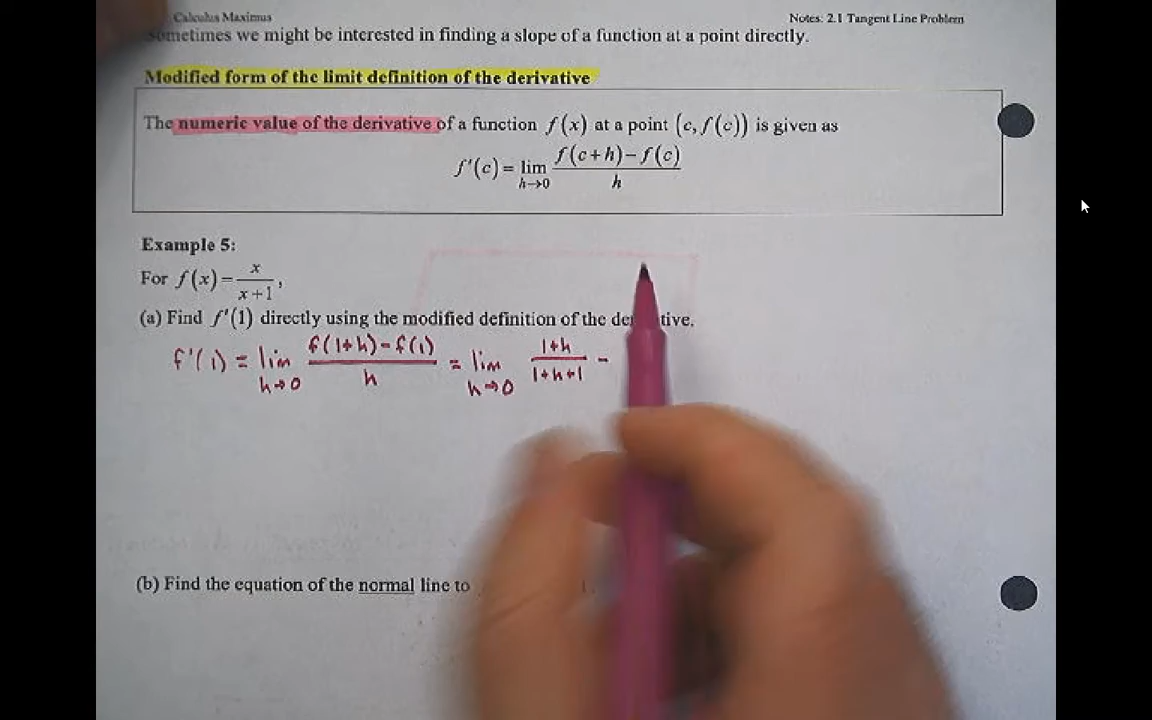 Calculus Maximus
Notes: 2.1 Tangent Line Problem
Sometimes we might be interested in finding a slope of a function at a point directly.
Modified form of the limit definition of the derivative
The numeric value of the derivative of a function f(x) at a point (c, f(c)) is given as
f'(c) = lim h→0 (f(c+h) − f(c)) / h
Example 5:
For f(x) = x / (x+1),
(a) Find f'(1) directly using the modified definition of the derivative.
f'(1) = lim h→0 (f(1+h) − f(1)) / h = lim h→0 (1+h) / (1+h+1) −
(b) Find the equation of the normal line to